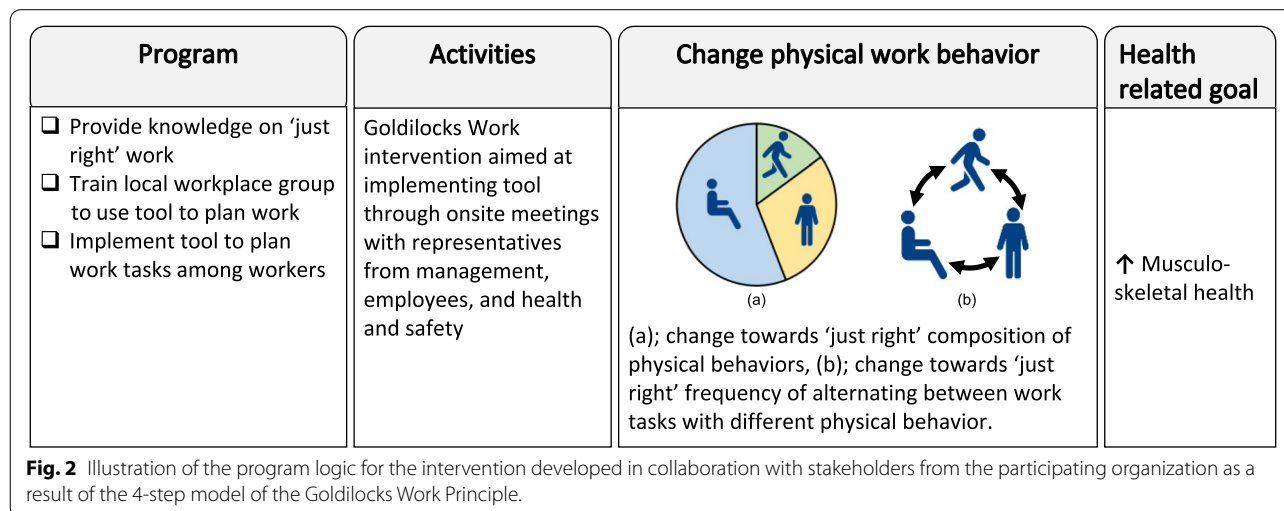 Program
❑ Provide knowledge on ‘just
right’ work
❑ Train local workplace group
to use tool to plan work
❑ Implement tool to plan
work tasks among workers
Activities
Goldilocks Work
intervention aimed at
implementing tool
through onsite meetings
with representatives
from management,
employees, and health
and safety
Change physical work behavior
(a)
(b)
(a); change towards ‘just right’ composition of
physical behaviors, (b); change towards ‘just
right’ frequency of alternating between work
tasks with different physical behavior.
Health
related goal
↑ Musculo-
skeletal health
Fig. 2 Illustration of the program logic for the intervention developed in collaboration with stakeholders from the participating organization as a
result of the 4-step model of the Goldilocks Work Principle.